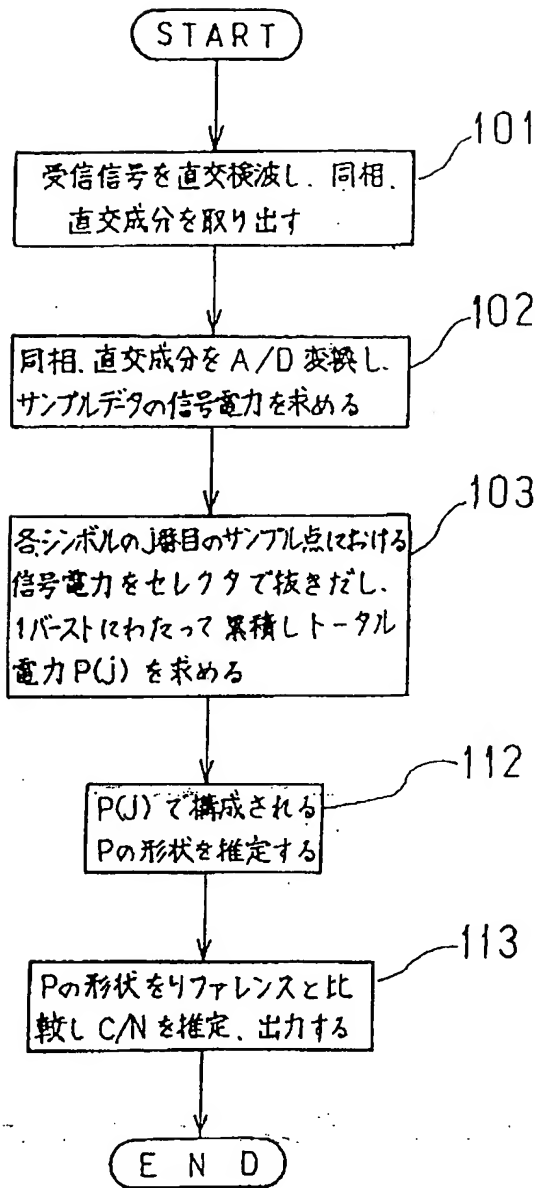 START
101
受信信号を直交検波し、同相、
直交成分を取り出す
102
同相、直交成分をA/D変換し、
サンプルデータの信号電力を求める
103
各シンボルのj番目のサンプル点における
信号電力をセレクタで抜きだし、
1バーストにわたって累積しトータル
電力P(j)を求める
112
P(j)で構成される
Pの形状を推定する
113
Pの形状をリファレンスと比
較しC/Nを推定、出力する
END